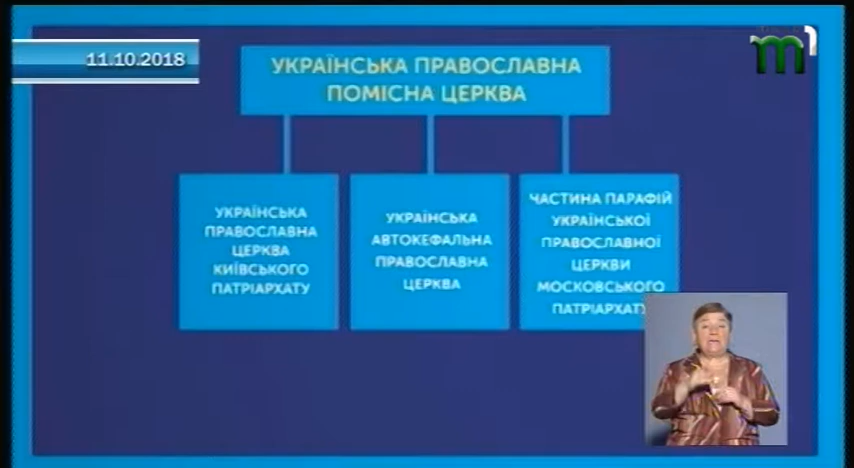 11.10.2018
m1
УКРАЇНСЬКА ПРАВОСЛАВНА
ПОМІСНА ЦЕРКВА
УКРАЇНСЬКА
ПРАВОСЛАВНА
ЦЕРКВА
КИЇВСЬКОГО
ПАТРІАРХАТУ
УКРАЇНСЬКА
АВТОКЕФАЛЬНА
ПРАВОСЛАВНА
ЦЕРКВА
ЧАСТИНА ПАРАФІЙ
УКРАЇНСЬКОЇ
ПРАВОСЛАВНОЇ
ЦЕРКВИ
МОСКОВСЬКОГО
ПАТРІАРХАТУ